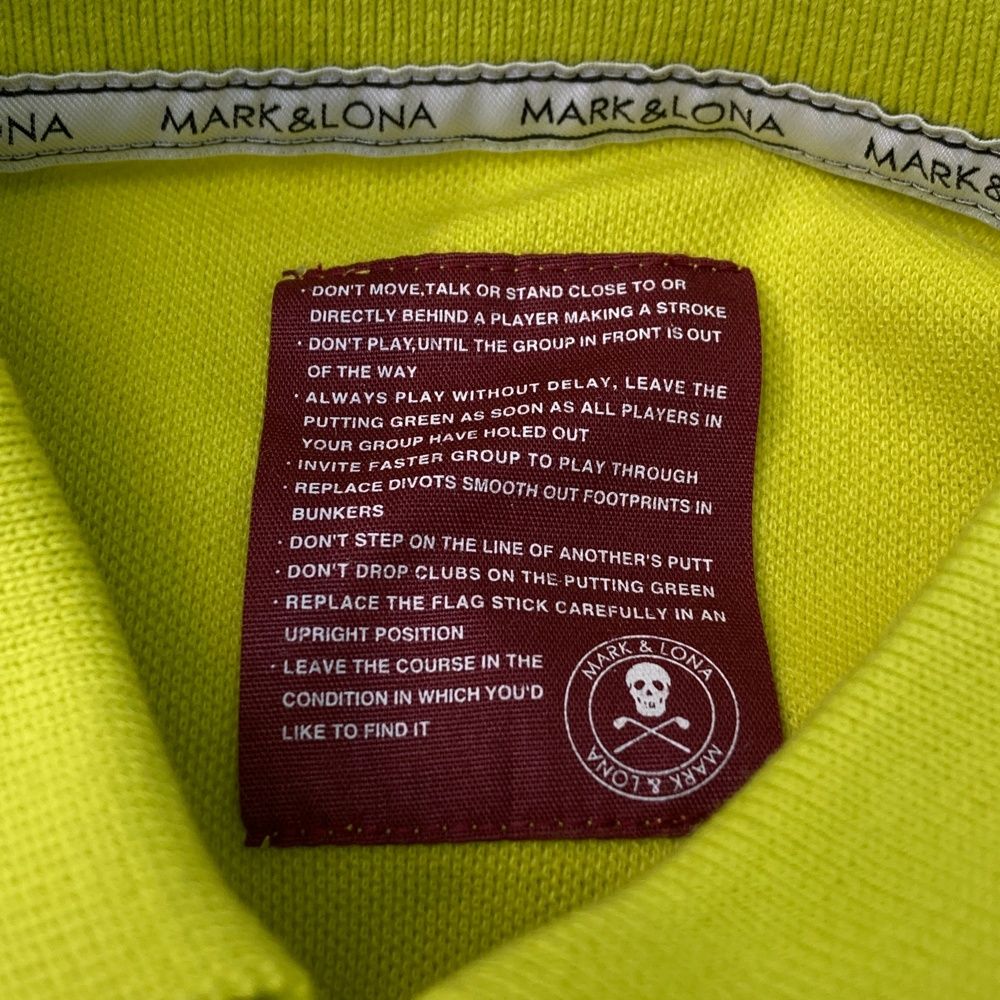 NA MARK&LONA MARK&LONA MARK&
· DON'T MOVE,TALK OR STAND CLOSE TO OR
DIRECTLY BEHIND A PLAYER MAKING A STROKE
· DON'T PLAY,UNTIL THE GROUP IN FRONT IS OUT
OF THE WAY
· ALWAYS PLAY WITHOUT DELAY, LEAVE THE
PUTTING GREEN AS SOON AS ALL PLAYERS IN
YOUR GROUP HAVE HOLED OUT
· INVITE FASTER GROUP TO PLAY THROUGH
· REPLACE DIVOTS SMOOTH OUT FOOTPRINTS IN
BUNKERS
· DON'T STEP ON THE LINE OF ANOTHER'S PUTT
· DON'T DROP CLUBS ON THE PUTTING GREEN
· REPLACE THE FLAG STICK CAREFULLY IN AN
UPRIGHT POSITION
· LEAVE THE COURSE IN THE
CONDITION IN WHICH YOU'D
LIKE TO FIND IT
MARK & LONA
MARK & LONA